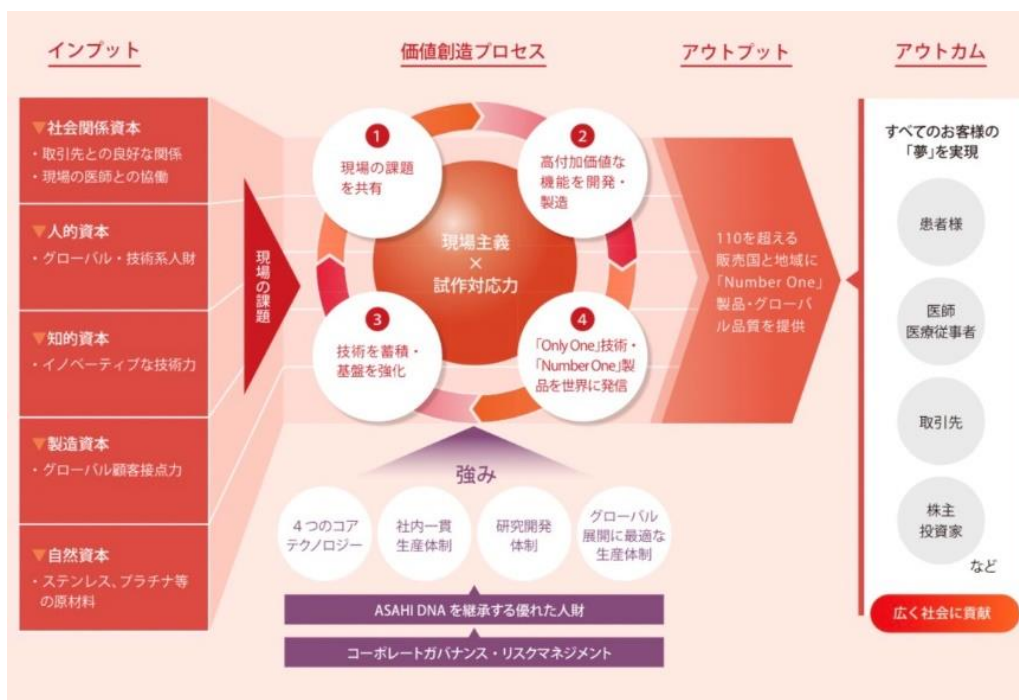 インプット
価値創造プロセス
アウトプット
アウトカム
▼社会関係資本
・取引先との良好な関係
・現場の医師との協働
▼人的資本
・グローバル・技術系人財
▼知的資本
・イノベーティブな技術力
▼製造資本
・グローバル顧客接点力
▼自然資本
・ステンレス、プラチナ等
の原材料
現場の課題
1
現場の課題
を共有
2
高付加価値な
機能を開発・
製造
現場主義
×
試作対応力
3
技術を蓄積・
基盤を強化
4
「Only One」技術・
「Number One」製
品を世界に発信
強み
4つのコア
テクノロジー
社内一貫
生産体制
研究開発
体制
グローバル
展開に最適な
生産体制
ASAHI DNA を継承する優れた人財
コーポレートガバナンス・リスクマネジメント
110を超える
販売国と地域に
「Number One」
製品・グローバ
ル品質を提供
すべてのお客様の
「夢」を実現
患者様
医師
医療従事者
取引先
株主
投資家
など
広く社会に貢献